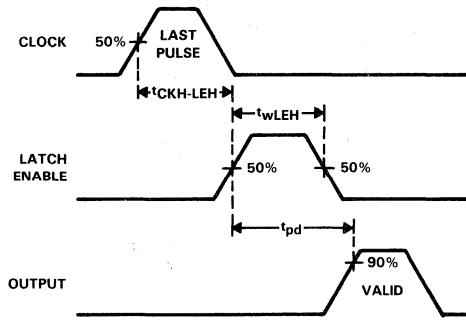 CLOCK
50%
LAST
PULSE
tCKH-LEH
twLEH
LATCH
ENABLE
50%
50%
tpd
OUTPUT
90%
VALID